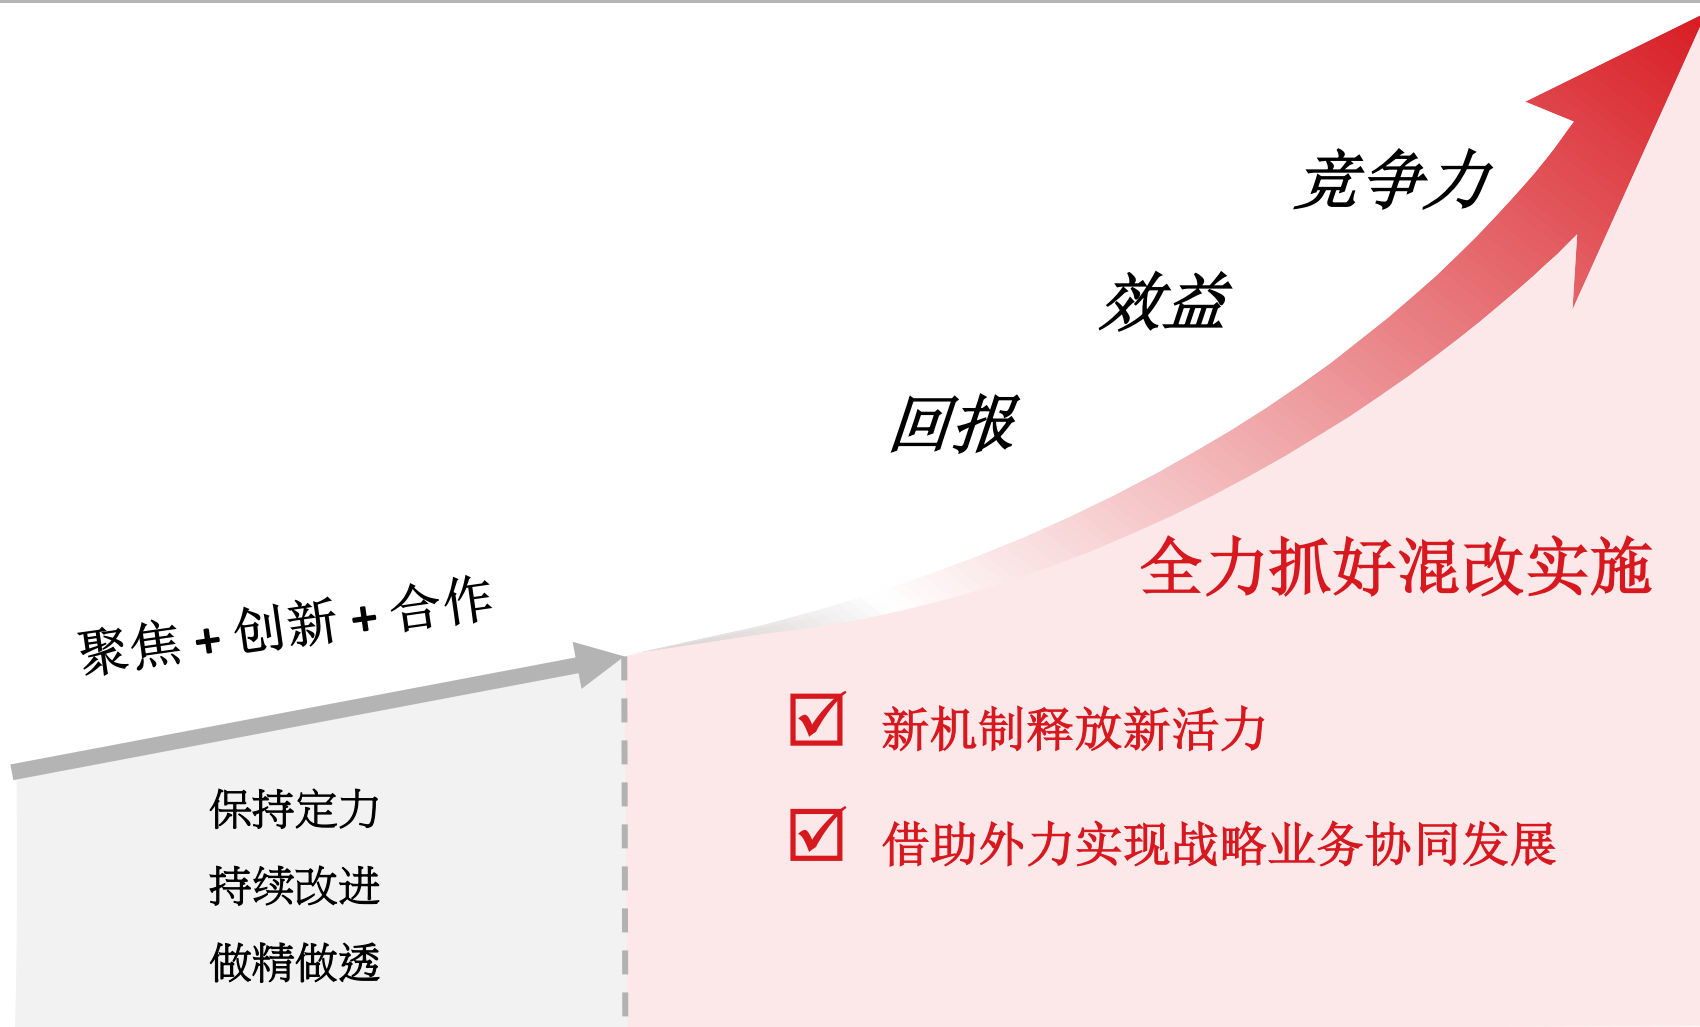 竞争力
效益
回报
全力抓好混改实施
聚焦 + 创新 + 合作
新机制释放新活力
借助外力实现战略业务协同发展
保持定力
持续改进
做精做透